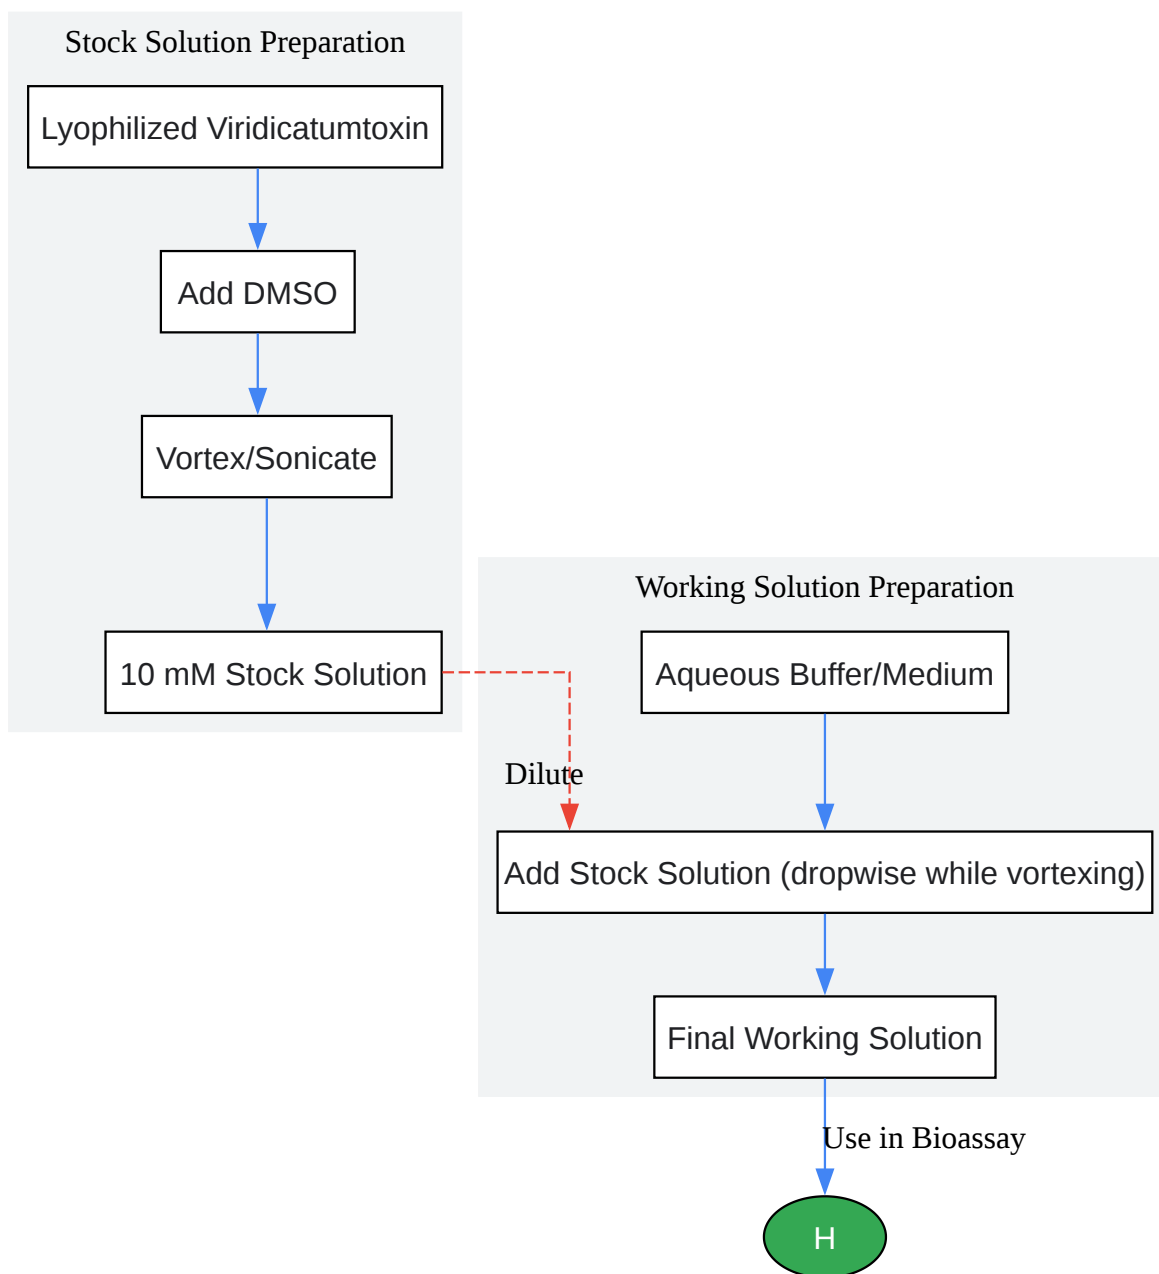 Stock Solution Preparation
Lyophilized Viridicatumtoxin
Add DMSO
Vortex/Sonicate
10 mM Stock Solution
Working Solution Preparation
Aqueous Buffer/Medium
Dilute
Add Stock Solution (dropwise while vortexing)
Final Working Solution
Use in Bioassay
H